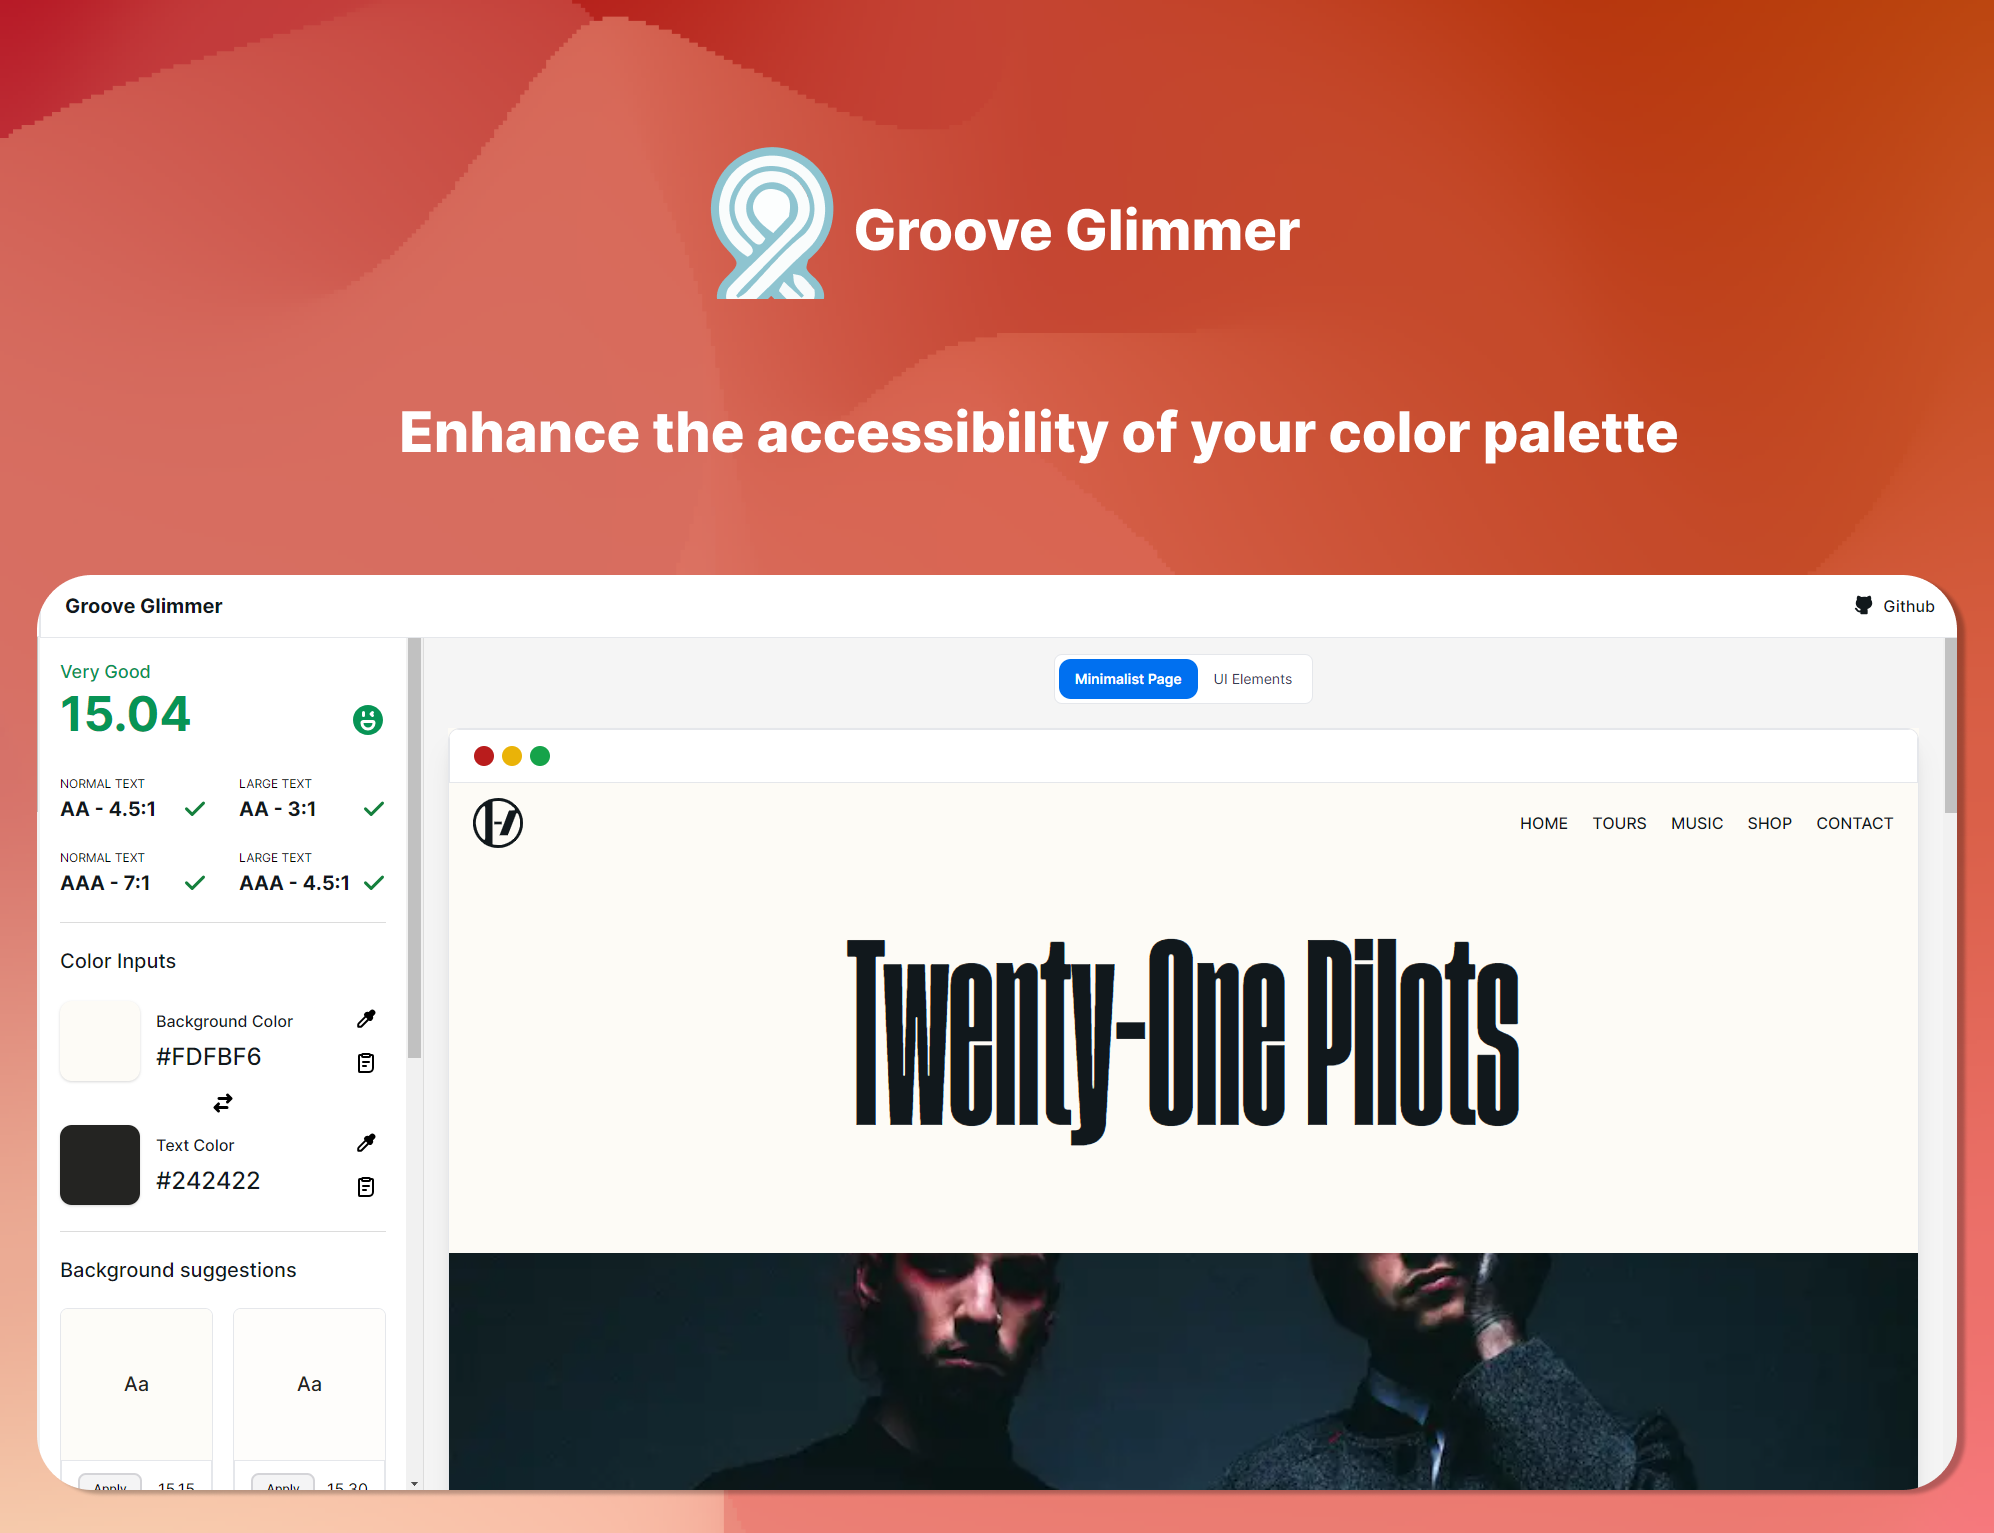 Groove Glimmer
Enhance the accessibility of your color palette
Groove Glimmer
Github
Very Good
15.04
NORMAL TEXT
AA - 4.5:1
LARGE TEXT
AA - 3:1
NORMAL TEXT
AAA - 7:1
LARGE TEXT
AAA - 4.5:1
Color Inputs
Background Color
#FDFBF6
Text Color
#242422
Background suggestions
Aa
Aa
Apply
15.15
Apply
15.30
Minimalist Page
UI Elements
HOME
TOURS
MUSIC
SHOP
CONTACT
Twenty-One Pilots